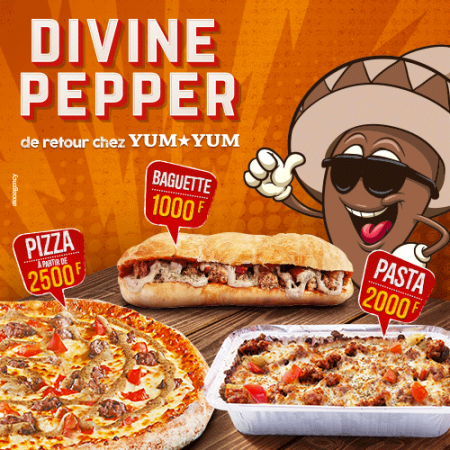 DIVINE
PEPPER
de retour chez YUM★YUM
BAGUETTE
1000 F
PIZZA
À PARTIR DE
2500 F
PASTA
2000 F